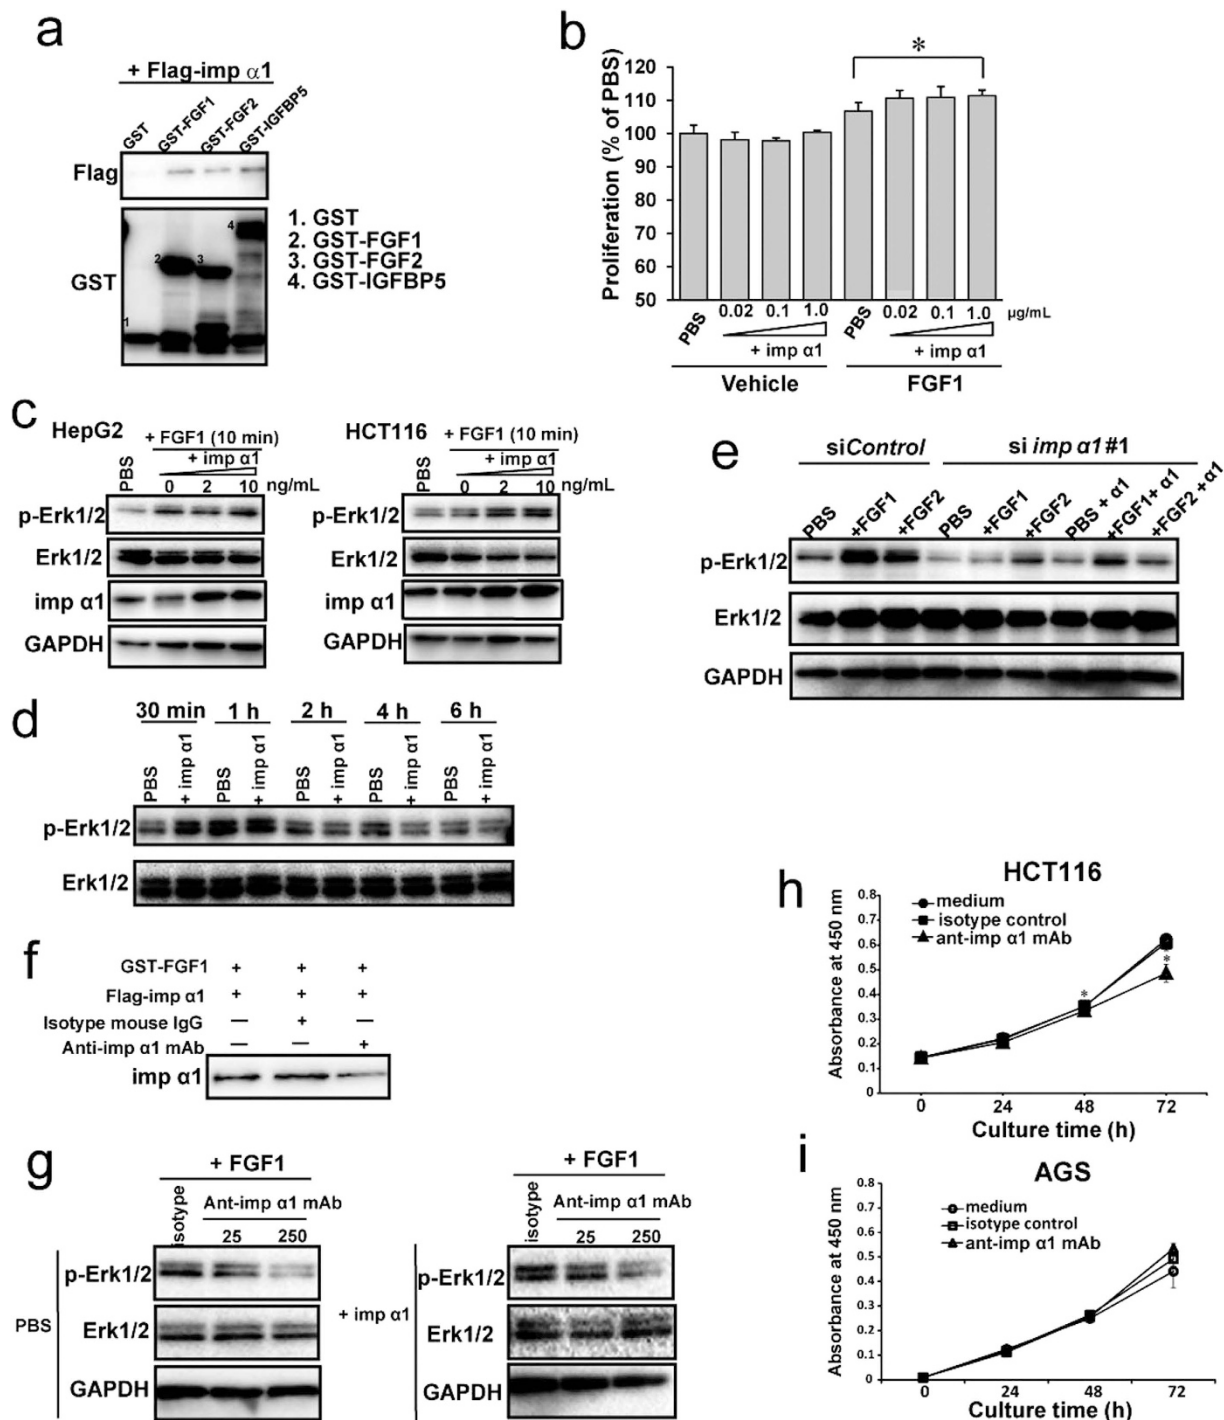 a
+ Flag-imp α1
GST
GST-FGF1
GST-FGF2
GST-IGFBP5
Flag
GST
1
2
3
4
1. GST
2. GST-FGF1
3. GST-FGF2
4. GST-IGFBP5
b
Proliferation (% of PBS)
120
110
100
90
80
70
60
50
*
PBS 0.02 0.1 1.0 PBS 0.02 0.1 1.0 µg/mL
+ imp α1 + imp α1
Vehicle FGF1
c
HepG2
+ FGF1 (10 min)
+ imp α1
PBS 0 2 10 ng/mL
p-Erk1/2
Erk1/2
imp α1
GAPDH
HCT116
+ FGF1 (10 min)
+ imp α1
PBS 0 2 10 ng/mL
p-Erk1/2
Erk1/2
imp α1
GAPDH
d
30 min 1 h 2 h 4 h 6 h
PBS + imp α1 PBS + imp α1 PBS + imp α1 PBS + imp α1 PBS + imp α1
p-Erk1/2
Erk1/2
e
siControl si imp α1#1
PBS +FGF1 +FGF2 PBS +FGF1 +FGF2 PBS + α1 +FGF1+ α1 +FGF2 +α1
p-Erk1/2
Erk1/2
GAPDH
f
GST-FGF1 + + +
Flag-imp α1 + + +
Isotype mouse IgG — + —
Anti-imp α1 mAb — — +
imp α1
g
+ FGF1
isotype
Ant-imp α1 mAb
25 250
PBS
p-Erk1/2
Erk1/2
GAPDH
+ FGF1
isotype
Ant-imp α1 mAb
25 250
+ imp α1
p-Erk1/2
Erk1/2
GAPDH
h
HCT116
Absorbance at 450 nm
0.8
0.7
0.6
0.5
0.4
0.3
0.2
0.1
0
medium
isotype control
ant-imp α1 mAb
*
*
0 24 48 72
Culture time (h)
i
AGS
Absorbance at 450 nm
0.8
0.7
0.6
0.5
0.4
0.3
0.2
0.1
0
medium
isotype control
ant-imp α1 mAb
0 24 48 72
Culture time (h)